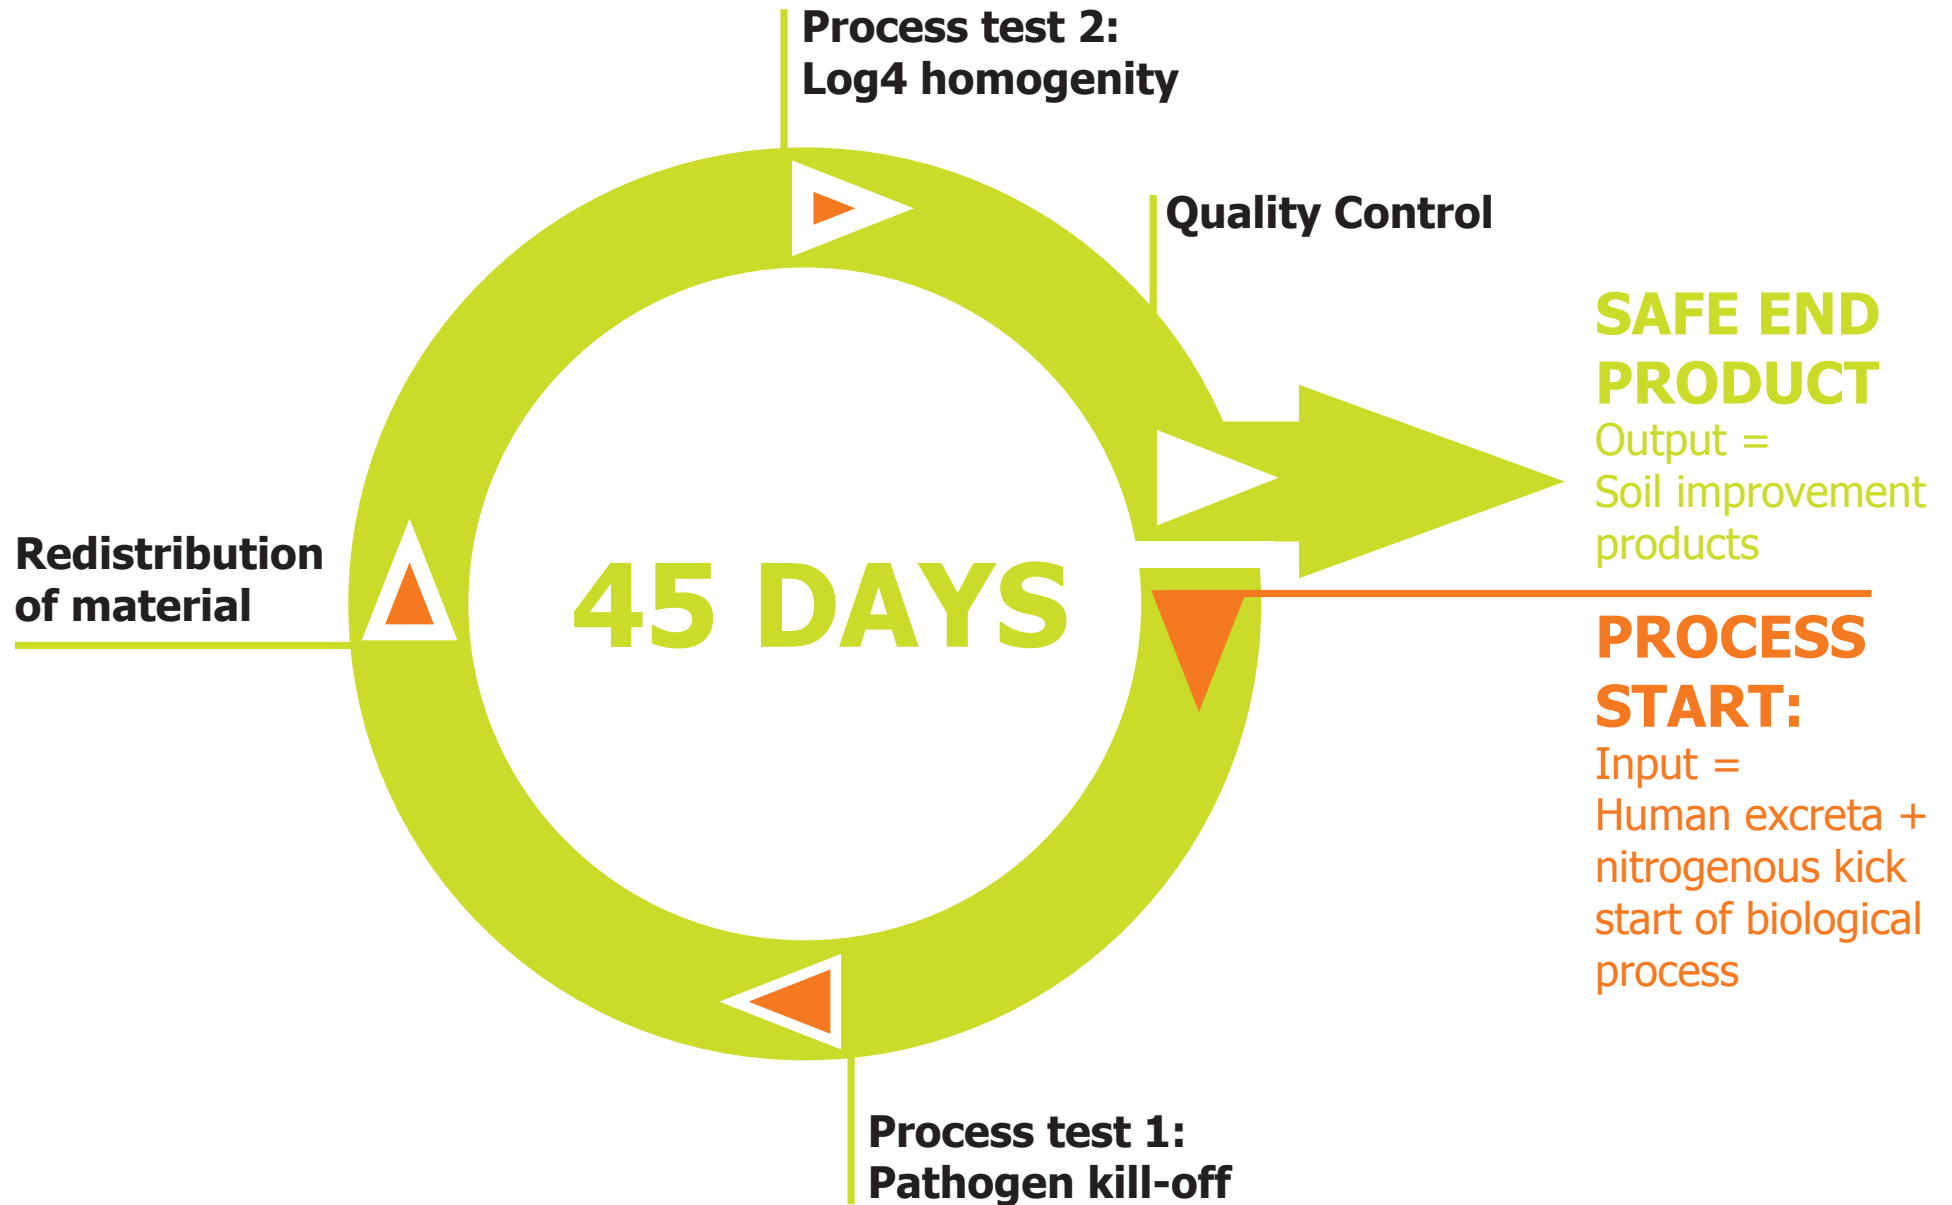 Process test 2:
Log4 homogenity
Quality Control
SAFE END
PRODUCT
Output =
Soil improvement
products
Redistribution
of material
45 DAYS
PROCESS
START:
Input =
Human excreta +
nitrogenous kick
start of biological
process
Process test 1:
Pathogen kill-off